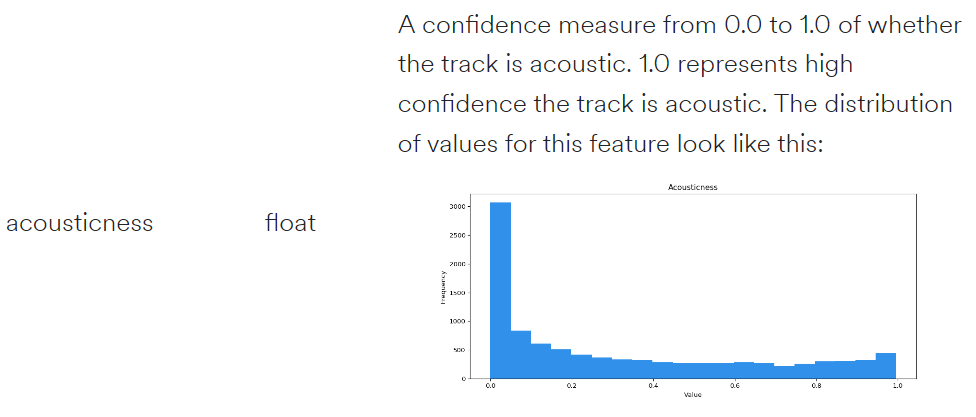 A confidence measure from 0.0 to 1.0 of whether
the track is acoustic. 1.0 represents high
confidence the track is acoustic. The distribution
of values for this feature look like this:
acousticness
float
Acousticness
Frequency
3000
2500
2000
1500
1000
500
0
0.0 0.2 0.4 0.6 0.8 1.0
Value